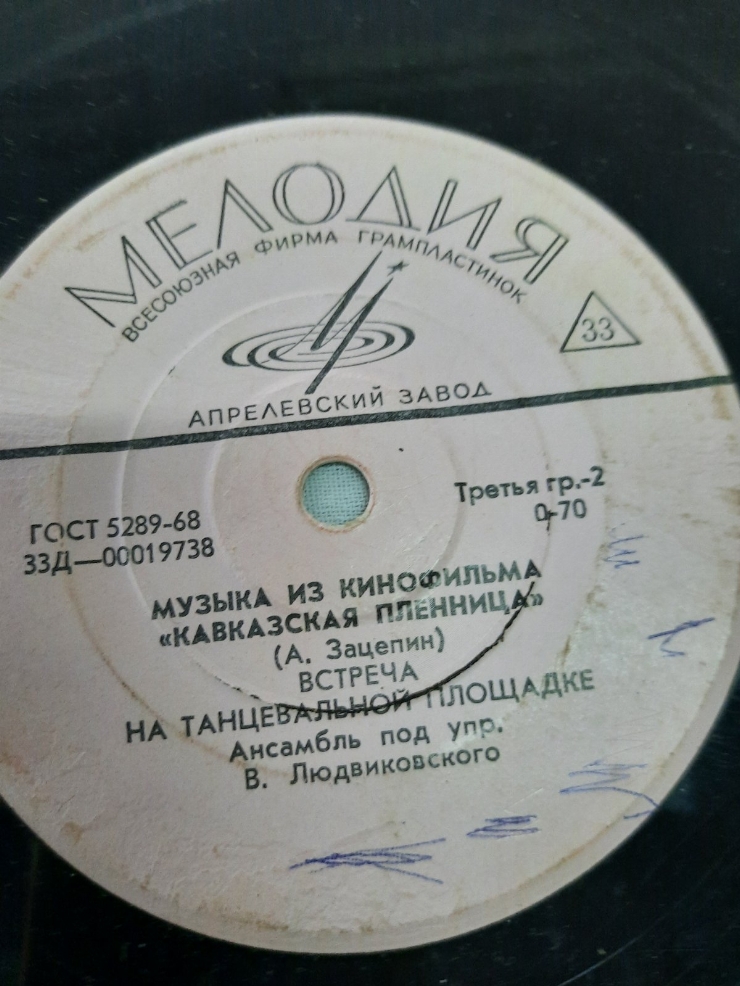 МЕЛОДИЯ
ВСЕСОЮЗНАЯ ФИРМА ГРАМПЛАСТИНОК
33
АПРЕЛЕВСКИЙ ЗАВОД
ГОСТ 5289-68
33Д—00019738
Третья гр.-2
0-70
МУЗЫКА ИЗ КИНОФИЛЬМА
«КАВКАЗСКАЯ ПЛЕННИЦА»
(А. Зацепин)
ВСТРЕЧА
НА ТАНЦЕВАЛЬНОЙ ПЛОЩАДКЕ
Ансамбль под упр.
В. Людвиковского